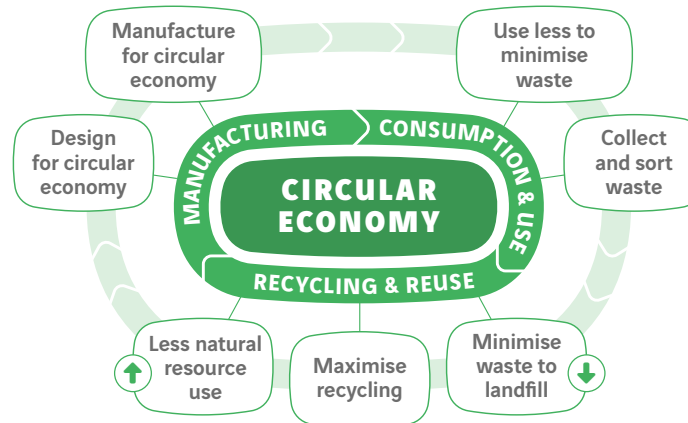 Manufacture
for circular
economy
Use less to
minimise
waste
Design
for circular
economy
MANUFACTURING
CONSUMPTION & USE
Collect
and sort
waste
CIRCULAR
ECONOMY
RECYCLING & REUSE
Less natural
resource
use
Maximise
recycling
Minimise
waste to
landfill